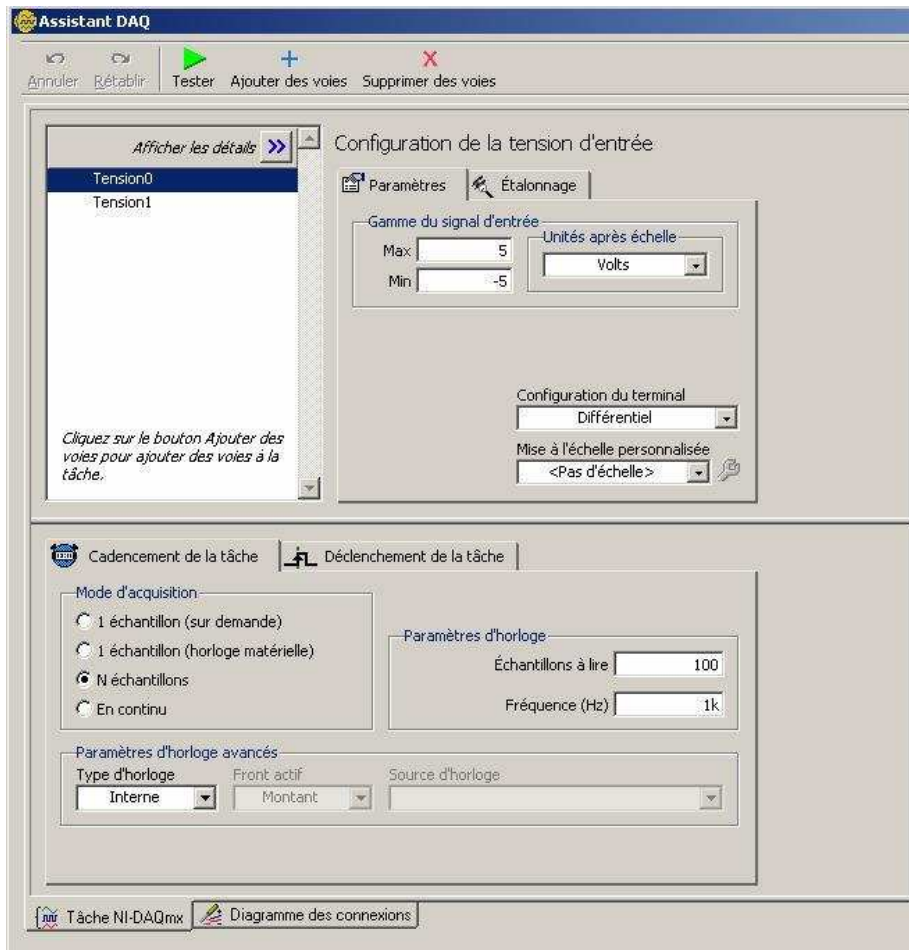 Assistant DAQ
Annuler Rétablir Tester Ajouter des voies Supprimer des voies
Afficher les détails
Tension0
Tension1
Cliquez sur le bouton Ajouter des
voies pour ajouter des voies à la
tâche.
Configuration de la tension d'entrée
Paramètres Étalonnage
Gamme du signal d'entrée
Max 5
Min -5
Unités après échelle
Volts
Configuration du terminal
Différentiel
Mise à l'échelle personnalisée
<Pas d'échelle>
Cadencement de la tâche Déclenchement de la tâche
Mode d'acquisition
1 échantillon (sur demande)
1 échantillon (horloge matérielle)
N échantillons
En continu
Paramètres d'horloge
Échantillons à lire 100
Fréquence (Hz) 1k
Paramètres d'horloge avancés
Type d'horloge Front actif Source d'horloge
Interne Montant
Tâche NI-DAQmx Diagramme des connexions